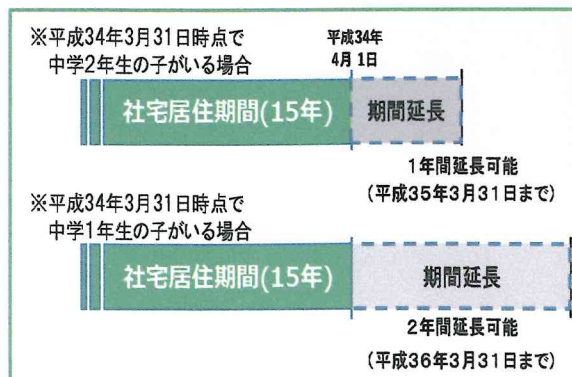 ※平成34年3月31日時点で
中学2年生の子がいる場合
平成34年
4月1日
社宅居住期間(15年)
期間延長
1年間延長可能
(平成35年3月31日まで)
※平成34年3月31日時点で
中学1年生の子がいる場合
社宅居住期間(15年)
期間延長
2年間延長可能
(平成36年3月31日まで)